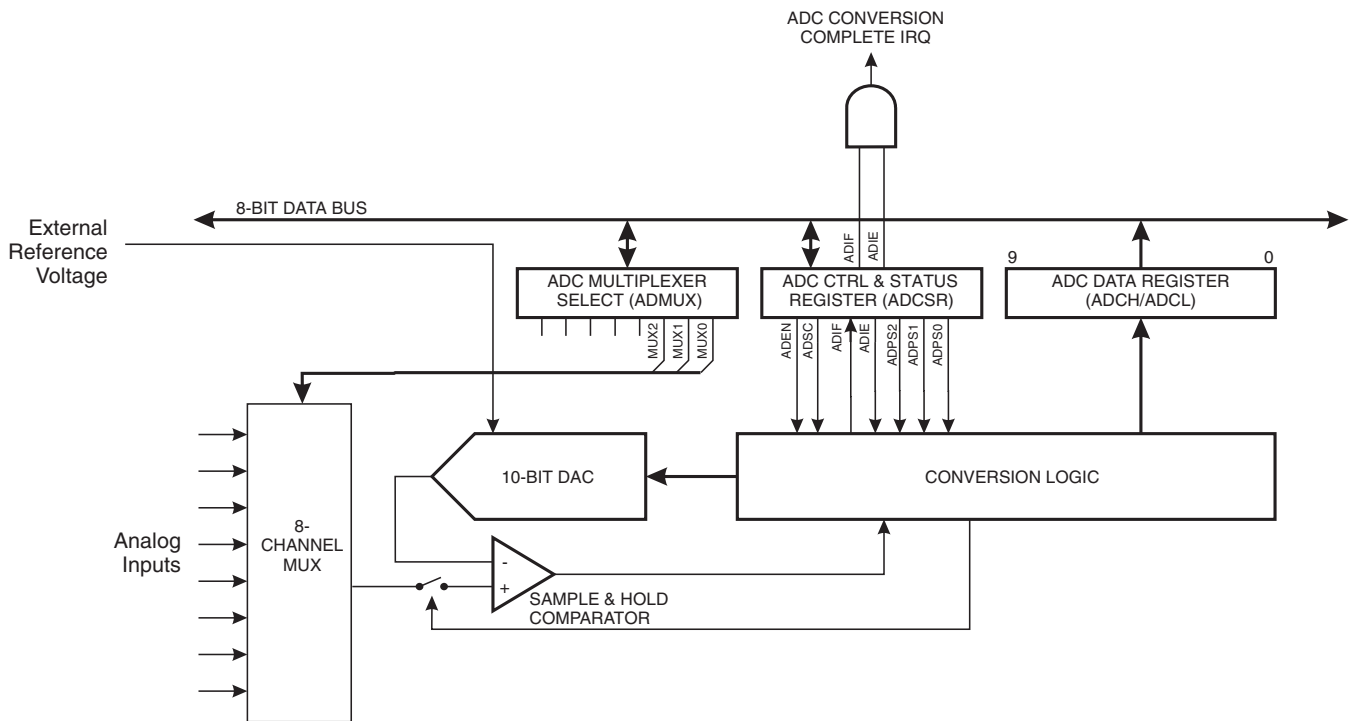 ADC CONVERSION
COMPLETE IRQ
8-BIT DATA BUS
External
Reference
Voltage
ADIF
ADIE
9
0
ADC MULTIPLEXER
SELECT (ADMUX)
ADC CTRL & STATUS
REGISTER (ADCSR)
ADC DATA REGISTER
(ADCH/ADCL)
MUX2
MUX1
MUX0
ADEN
ADSC
ADIF
ADIE
ADPS2
ADPS1
ADPS0
10-BIT DAC
CONVERSION LOGIC
Analog
Inputs
8-
CHANNEL
MUX
-
+
SAMPLE & HOLD
COMPARATOR